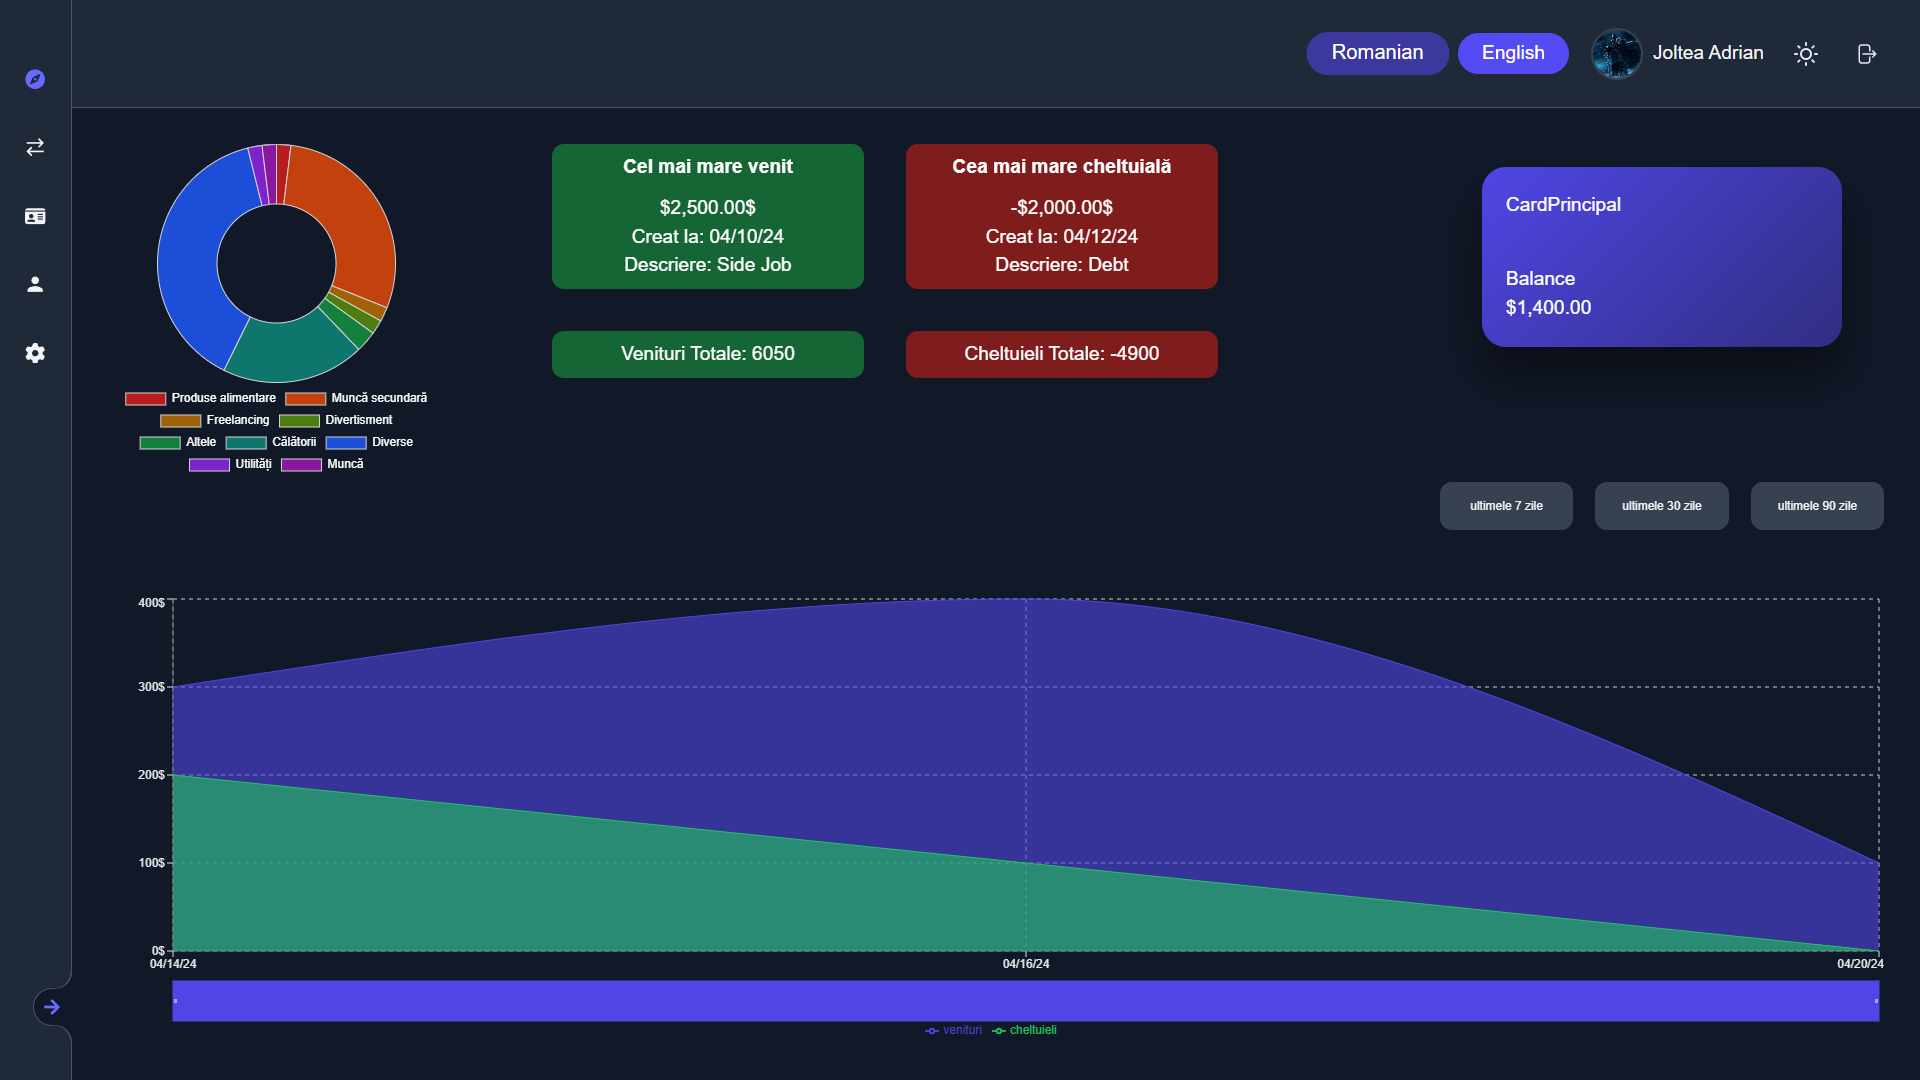 Romanian
English
Joltea Adrian
Cel mai mare venit
$2,500.00$
Creat la: 04/10/24
Descriere: Side Job
Cea mai mare cheltuială
-$2,000.00$
Creat la: 04/12/24
Descriere: Debt
CardPrincipal
Balance
$1,400.00
Venituri Totale: 6050
Cheltuieli Totale: -4900
Produse alimentare
Muncă secundară
Freelancing
Divertisment
Altele
Călătorii
Diverse
Utilități
Muncă
ultimele 7 zile
ultimele 30 zile
ultimele 90 zile
400$
300$
200$
100$
0$
04/14/24
04/16/24
04/20/24
venituri
cheltuieli